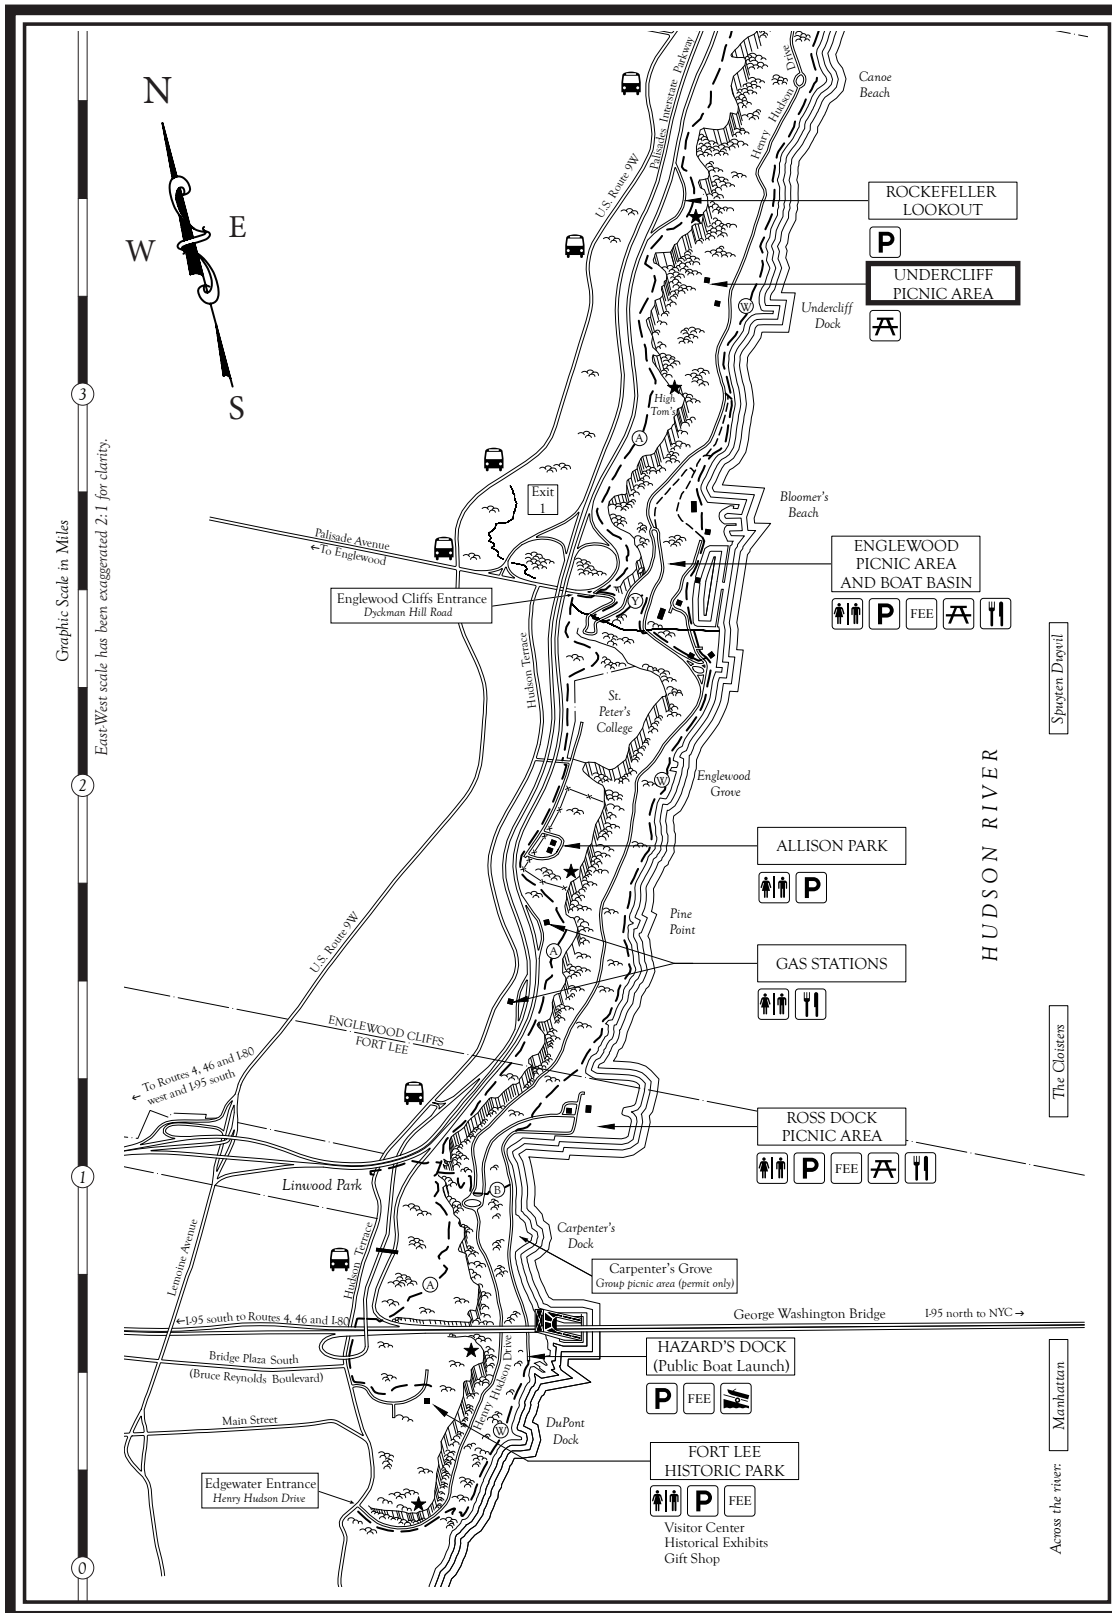 N
E
W
S
Canoe
Beach
Henry Hudson Drive
Palisades Interstate Parkway
U.S. Route 9W
ROCKEFELLER
LOOKOUT
P
UNDERCLIFF
PICNIC AREA
Undercliff
Dock
W
3
High
Tom's
A
Graphic Scale in Miles
East-West scale has been exaggerated 2:1 for clarity.
Exit
1
Bloomer's
Beach
Palisade Avenue
←To Englewood
ENGLEWOOD
PICNIC AREA
AND BOAT BASIN
P
FEE
Englewood Cliffs Entrance
Dyckman Hill Road
Y
Hudson Terrace
Spuyten Duyvil
St.
Peter's
College
HUDSON RIVER
2
W
Englewood
Grove
ALLISON PARK
P
Pine
Point
U.S. Route 9W
A
GAS STATIONS
ENGLEWOOD CLIFFS
FORT LEE
The Cloisters
← To Routes 4, 46 and I-80
west and I-95 south
ROSS DOCK
PICNIC AREA
P
FEE
1
Linwood Park
B
Lemoine Avenue
Hudson Terrace
Carpenter's
Dock
Carpenter's Grove
Group picnic area (permit only)
A
←I-95 south to Routes 4, 46 and I-80
George Washington Bridge
I-95 north to NYC→
Bridge Plaza South
(Bruce Reynolds Boulevard)
Henry Hudson Drive
HAZARD'S DOCK
(Public Boat Launch)
P
FEE
Manhattan
Main Street
W
DuPont
Dock
FORT LEE
HISTORIC PARK
P
FEE
Visitor Center
Historical Exhibits
Gift Shop
Edgewater Entrance
Henry Hudson Drive
Across the river:
0